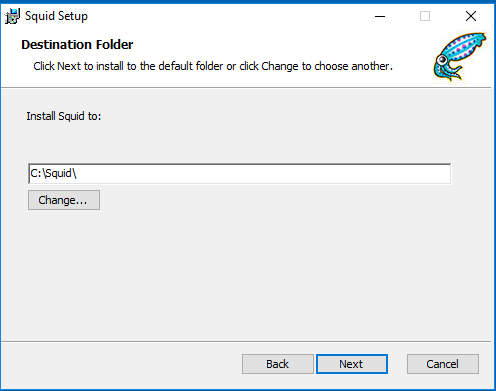 Squid Setup
Destination Folder
Click Next to install to the default folder or click Change to choose another.
Install Squid to:
C:\Squid\
Change...
Back
Next
Cancel